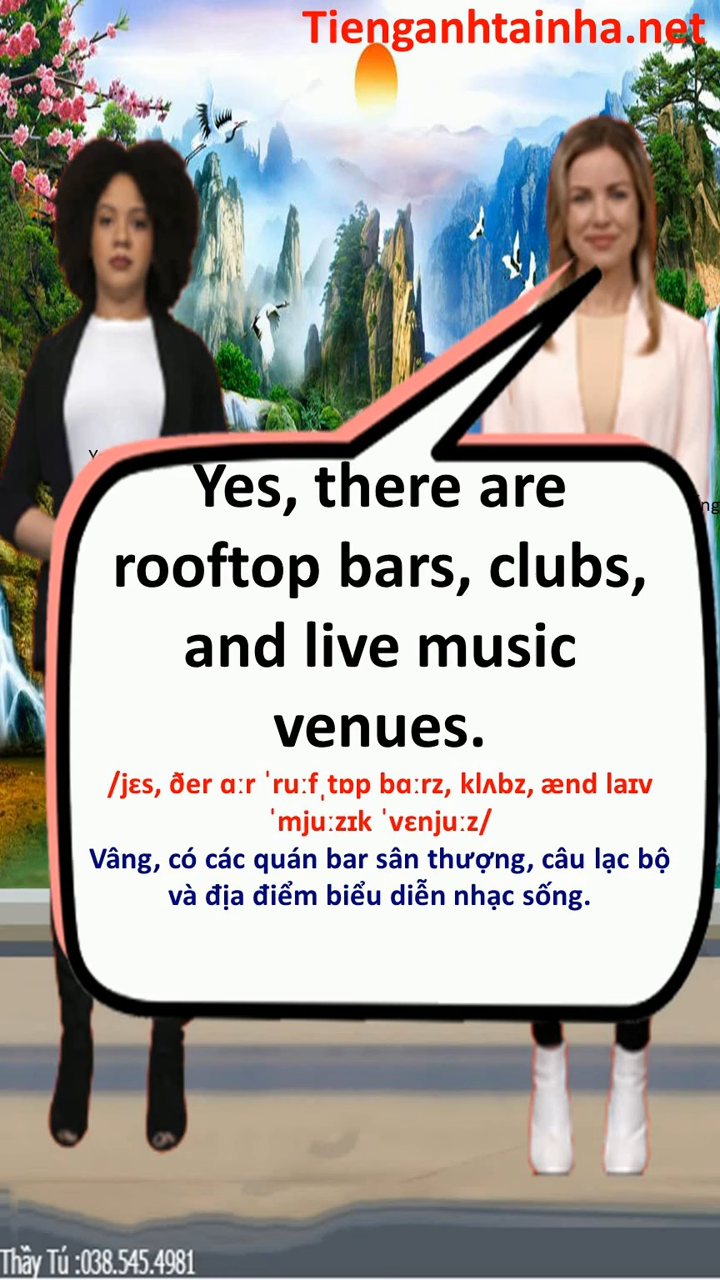 Tienganhtainha.net
Yes, there are
rooftop bars, clubs,
and live music
venues.
/jɛs, ðer ɑːr ˈruːfˌtɒp bɑːrz, klʌbz, ænd laɪv
ˈmjuːzɪk ˈvɛnjuːz/
Vâng, có các quán bar sân thượng, câu lạc bộ
và địa điểm biểu diễn nhạc sống.
Thầy Tú :038.545.4981